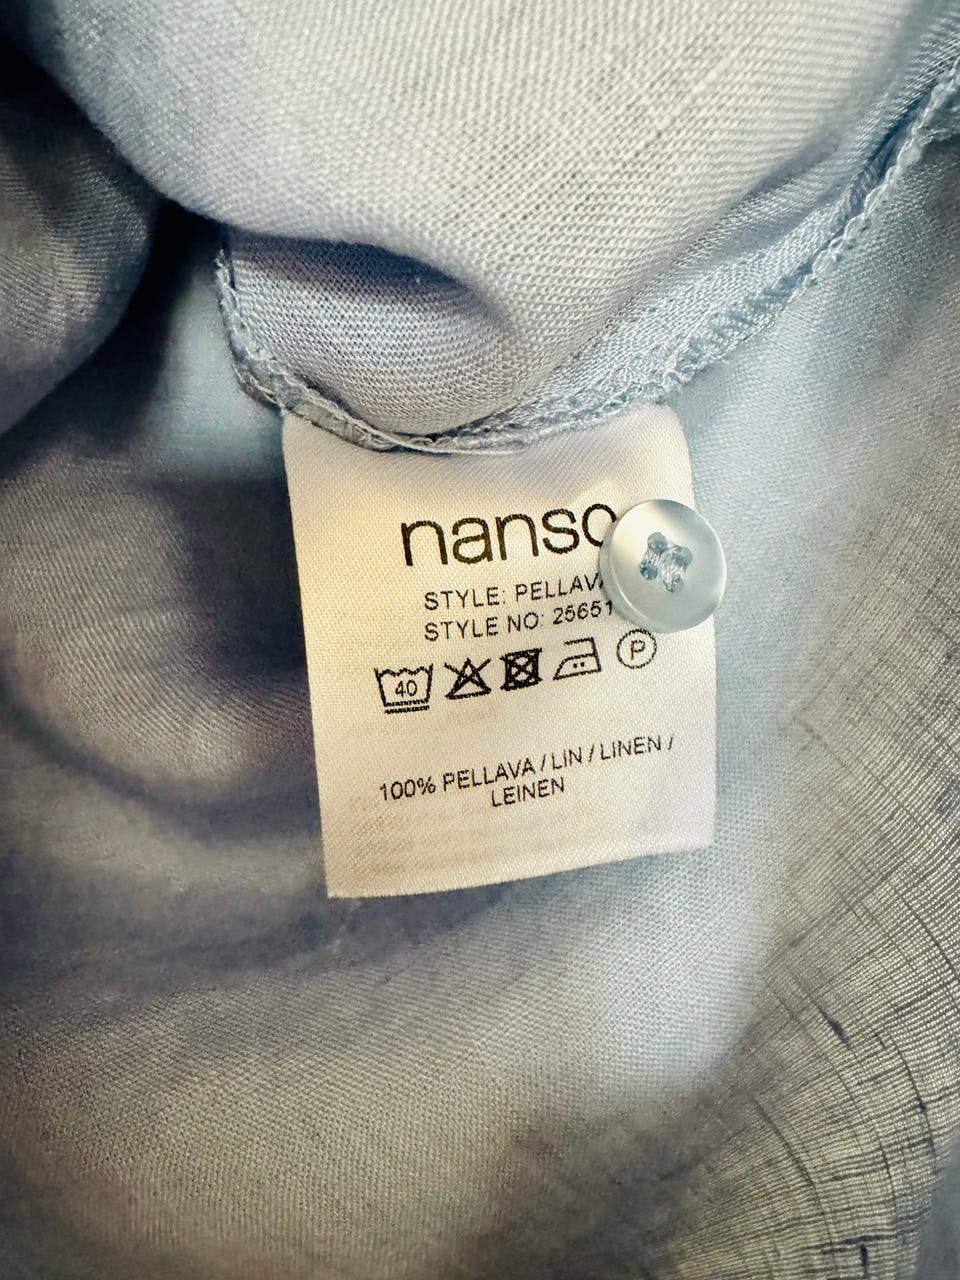 nanso
STYLE: PELLAVA
STYLE NO: 25651
40
P
100% PELLAVA / LIN / LINEN /
LEINEN